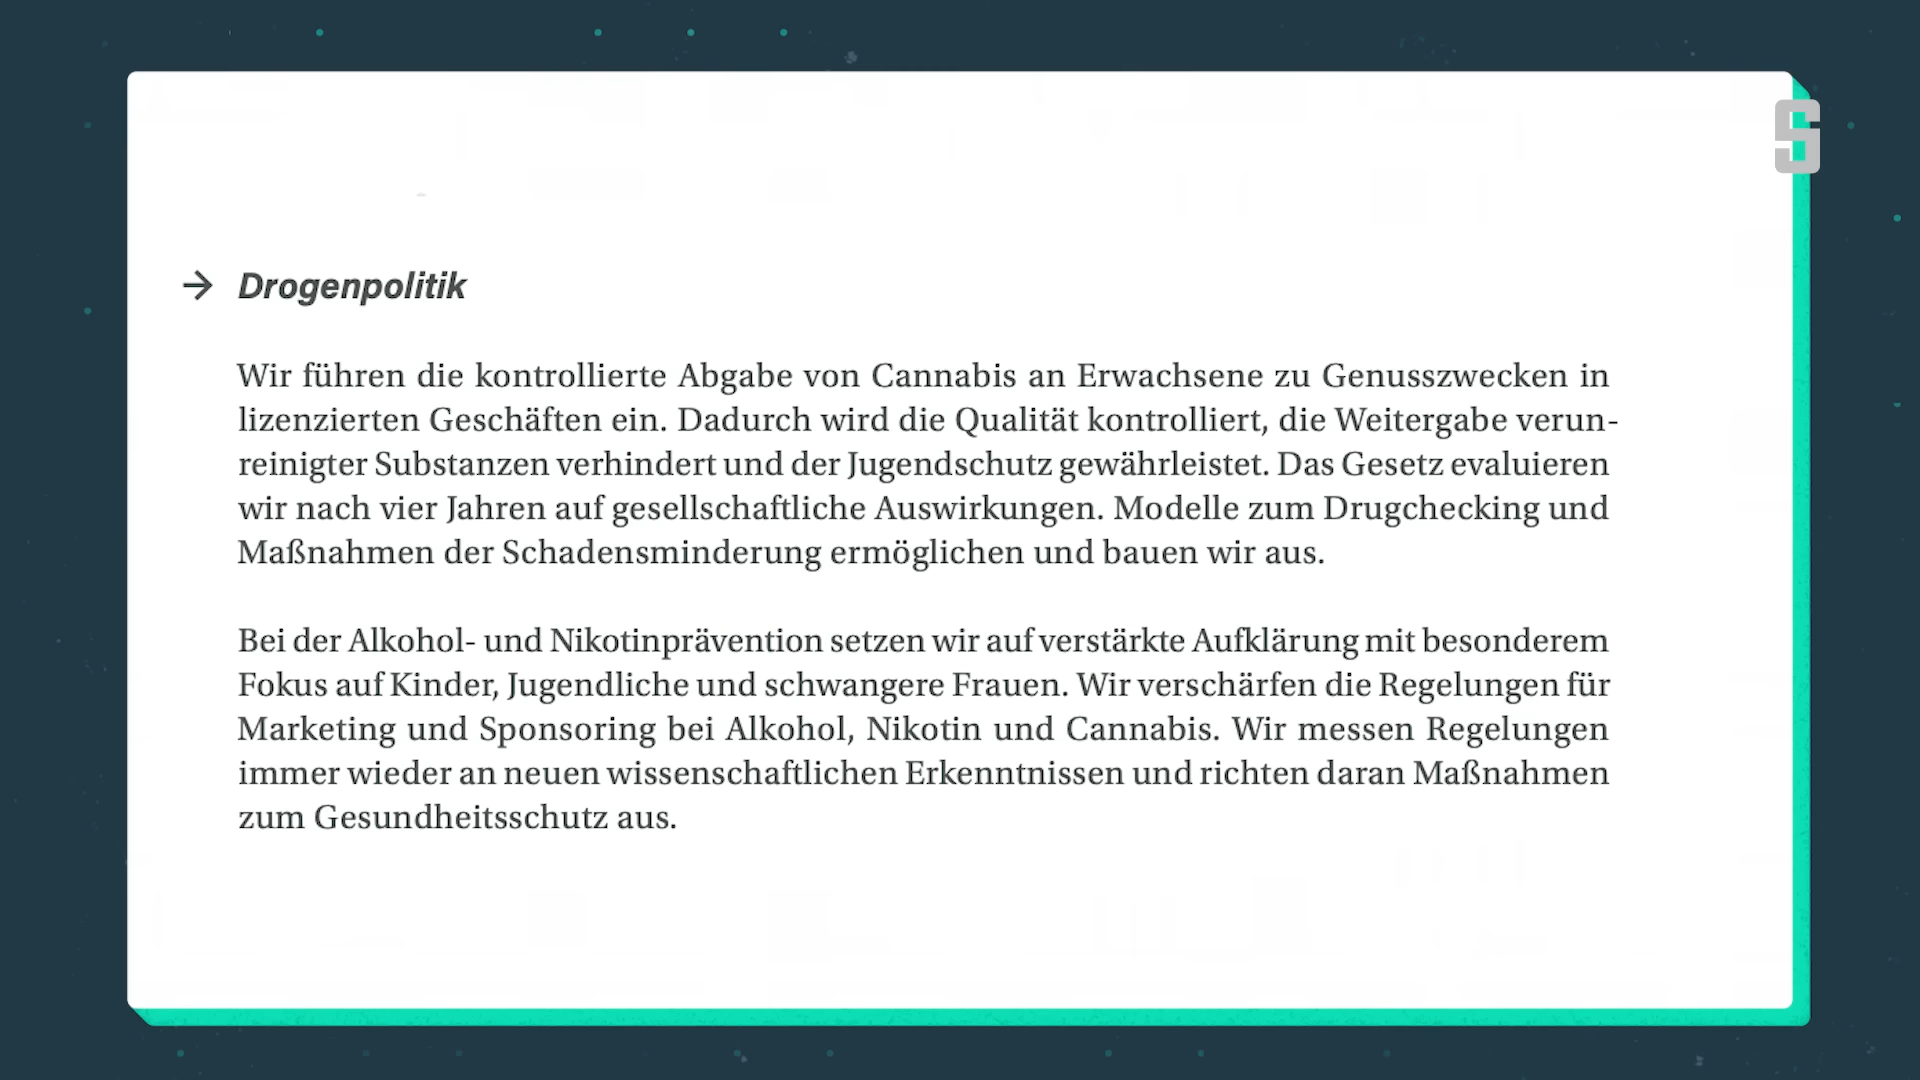 S
→ Drogenpolitik
Wir führen die kontrollierte Abgabe von Cannabis an Erwachsene zu Genusszwecken in
lizenzierten Geschäften ein. Dadurch wird die Qualität kontrolliert, die Weitergabe verun-
reinigter Substanzen verhindert und der Jugendschutz gewährleistet. Das Gesetz evaluieren
wir nach vier Jahren auf gesellschaftliche Auswirkungen. Modelle zum Drugchecking und
Maßnahmen der Schadensminderung ermöglichen und bauen wir aus.
Bei der Alkohol- und Nikotinprävention setzen wir auf verstärkte Aufklärung mit besonderem
Fokus auf Kinder, Jugendliche und schwangere Frauen. Wir verschärfen die Regelungen für
Marketing und Sponsoring bei Alkohol, Nikotin und Cannabis. Wir messen Regelungen
immer wieder an neuen wissenschaftlichen Erkenntnissen und richten daran Maßnahmen
zum Gesundheitsschutz aus.